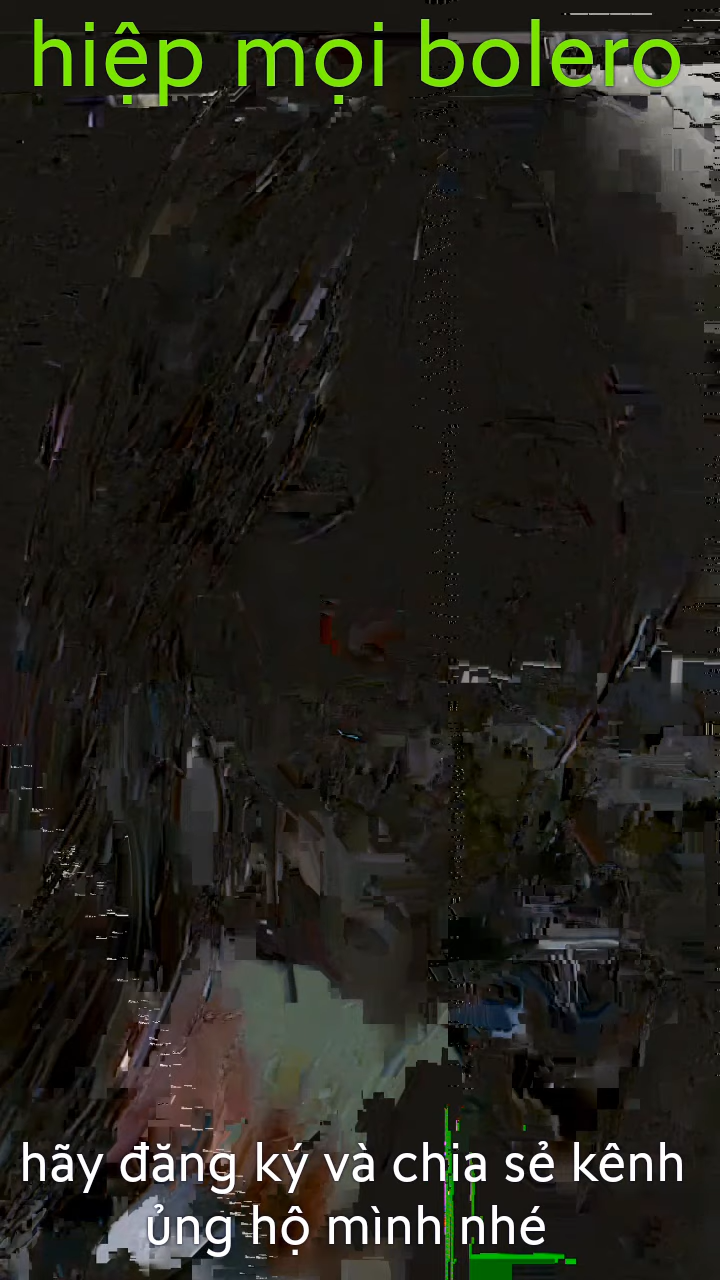 hiệp mọi bolero
hãy đăng ký và chia sẻ kênh
ủng hộ mình nhé